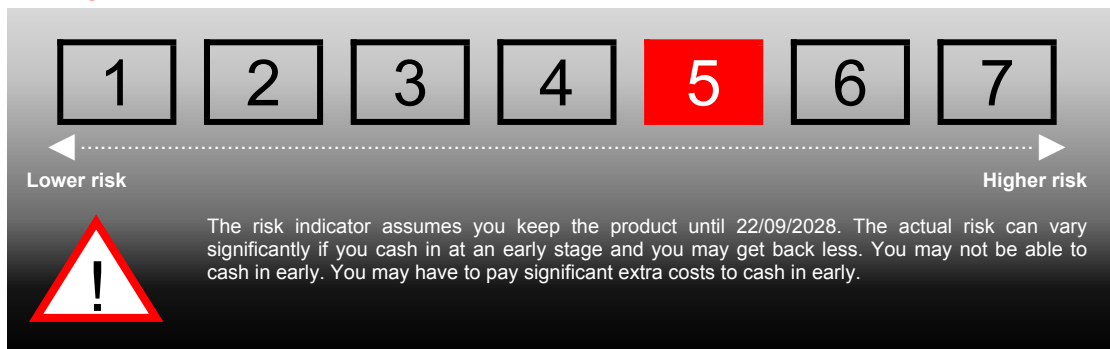 1 2 3 4 5 6 7
Lower risk Higher risk
The risk indicator assumes you keep the product until 22/09/2028. The actual risk can vary
significantly if you cash in at an early stage and you may get back less. You may not be able to
cash in early. You may have to pay significant extra costs to cash in early.
!